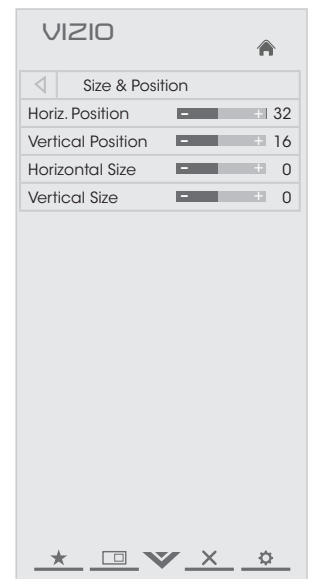 VIZIO
Size & Position
Horiz. Position - + 32
Vertical Position - + 16
Horizontal Size - + 0
Vertical Size - + 0